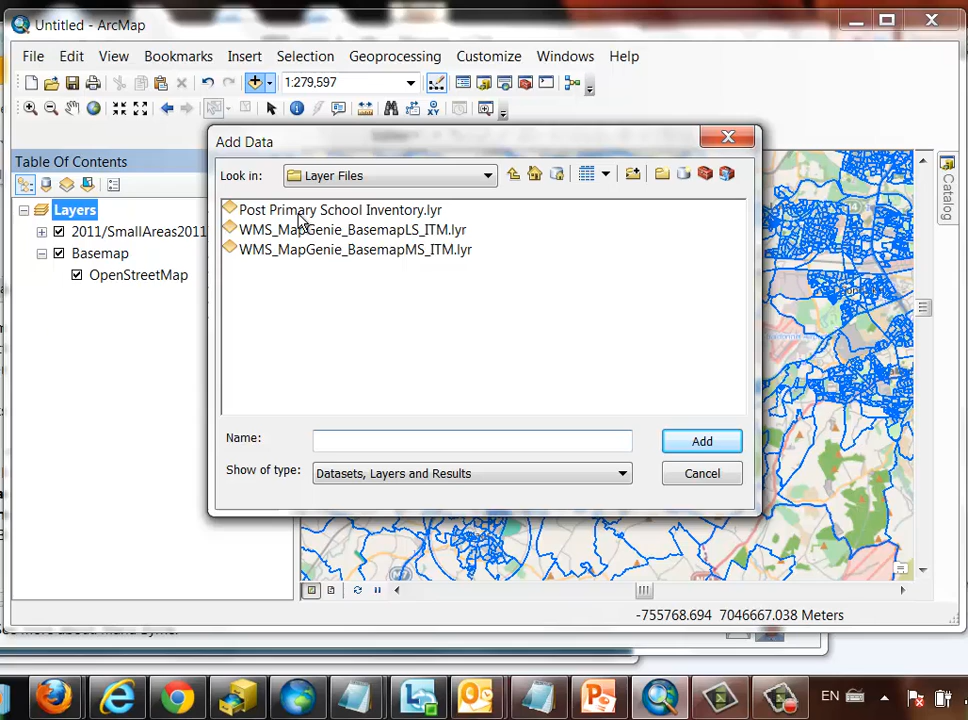 Untitled - ArcMap
File Edit View Bookmarks Insert Selection Geoprocessing Customize Windows Help
1:279,597
Table Of Contents
Layers
2011/SmallAreas2011
Basemap
OpenStreetMap
Add Data
Look in: Layer Files
Post Primary School Inventory.lyr
WMS_MapGenie_BasemapLS_ITM.lyr
WMS_MapGenie_BasemapMS_ITM.lyr
Name:
Add
Show of type: Datasets, Layers and Results
Cancel
Catalog
-755768.694 7046667.038 Meters
EN